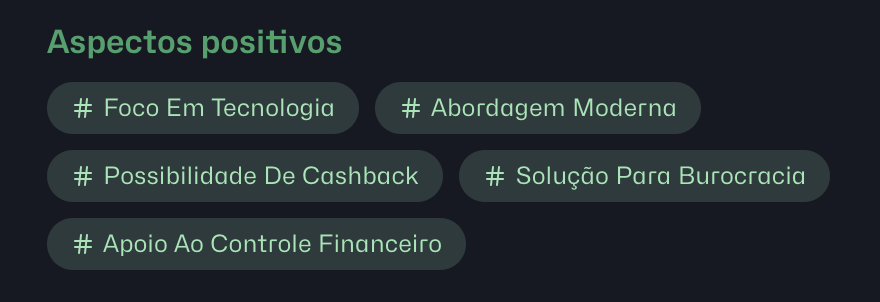 Aspectos positivos
# Foco Em Tecnologia # Abordagem Moderna
# Possibilidade De Cashback # Solução Para Burocracia
# Apoio Ao Controle Financeiro